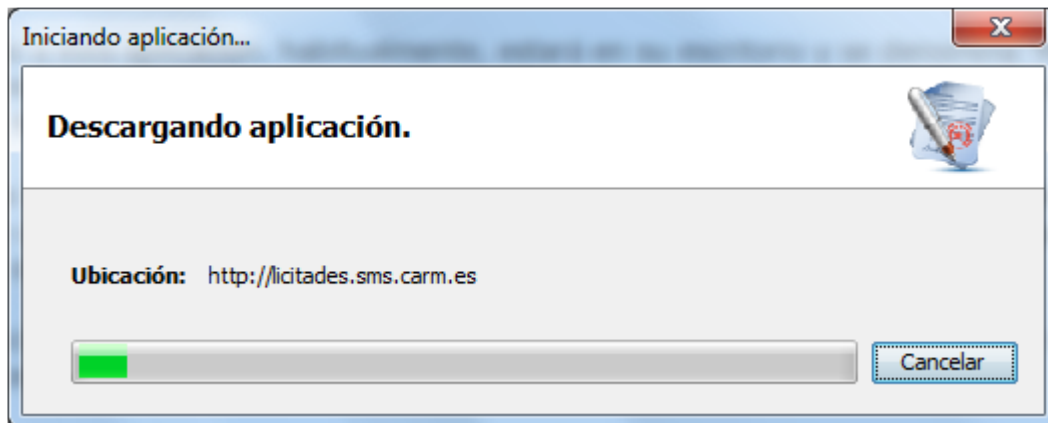 Iniciando aplicación...
Descargando aplicación.
Ubicación: http://licitades.sms.carm.es
Cancelar